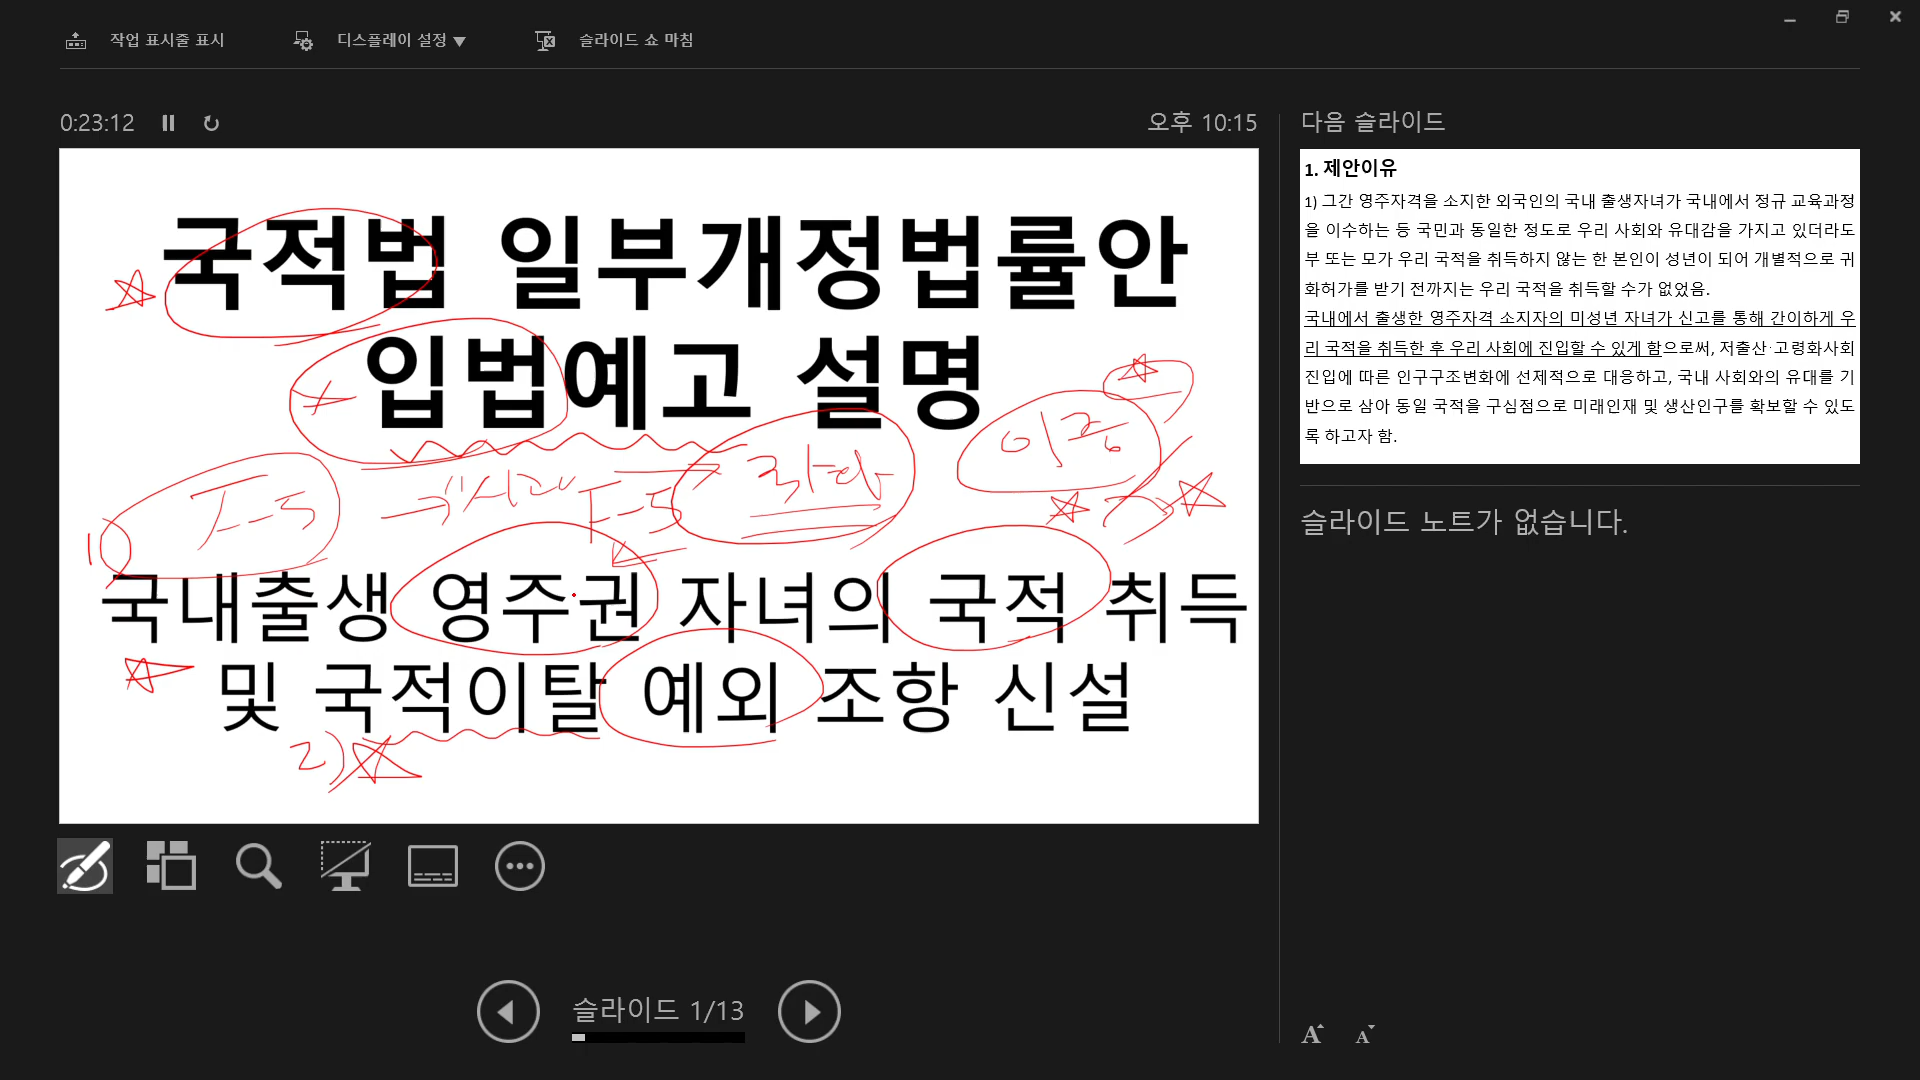 작업 표시줄 표시
디스플레이 설정 ▼
슬라이드 쇼 마침
0:23:12
오후 10:15
국적법 일부개정법률안
입법예고 설명
이중
F-5
F-5
1)
국내출생 영주권 자녀의 국적 취득
및 국적이탈 예외 조항 신설
2)
슬라이드 1/13
다음 슬라이드
1. 제안이유
1) 그간 영주자격을 소지한 외국인의 국내 출생자녀가 국내에서 정규 교육과정
을 이수하는 등 국민과 동일한 정도로 우리 사회와 유대감을 가지고 있더라도
부 또는 모가 우리 국적을 취득하지 않는 한 본인이 성년이 되어 개별적으로 귀
화허가를 받기 전까지는 우리 국적을 취득할 수가 없었음.
국내에서 출생한 영주자격 소지자의 미성년 자녀가 신고를 통해 간이하게 우
리 국적을 취득한 후 우리 사회에 진입할 수 있게 함으로써, 저출산·고령화사회
진입에 따른 인구구조변화에 선제적으로 대응하고, 국내 사회와의 유대를 기
반으로 삼아 동일 국적을 구심점으로 미래인재 및 생산인구를 확보할 수 있도
록 하고자 함.
슬라이드 노트가 없습니다.
A A